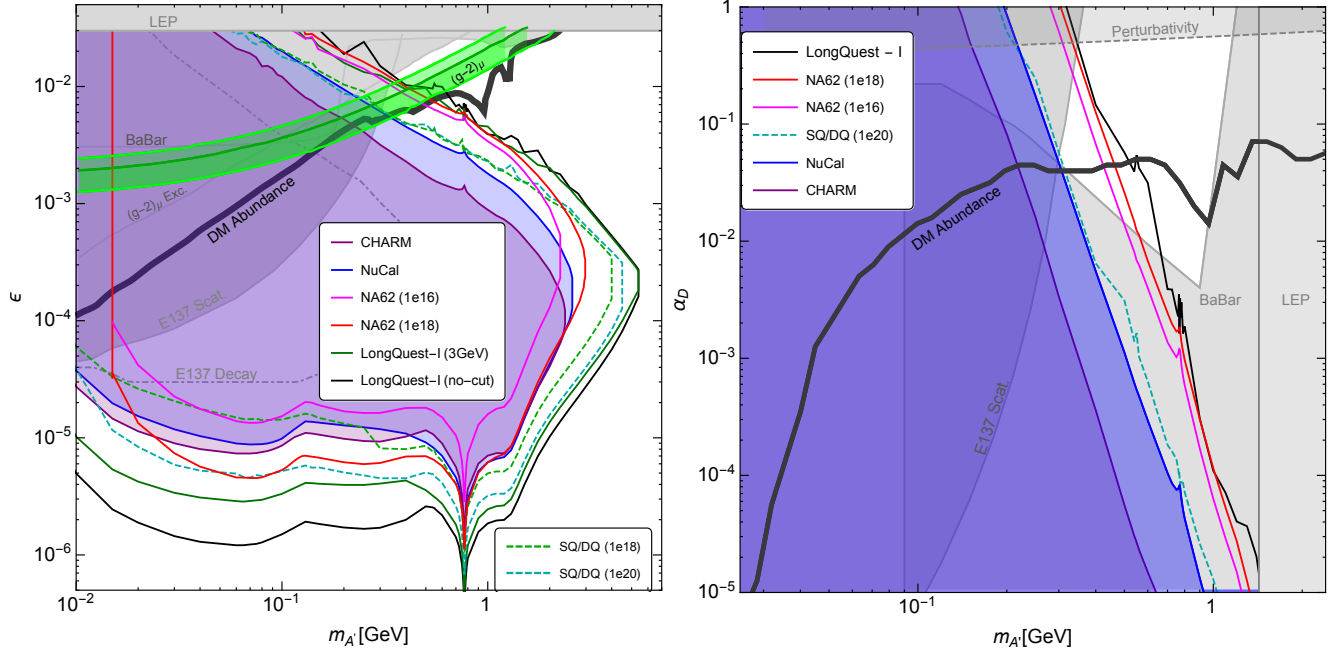 LEP
10⁻²
(g-2)μ
BaBar
10⁻³
(g-2)μ Exc.
DM Abundance
CHARM
NuCal
NA62 (1e16)
NA62 (1e18)
LongQuest-I (3GeV)
LongQuest-I (no-cut)
ϵ
E137 Scat.
10⁻⁴
E137 Decay
10⁻⁵
10⁻⁶
SQ/DQ (1e18)
SQ/DQ (1e20)
10⁻² 10⁻¹ 1
mA' [GeV]
1
Perturbativity
LongQuest - I
NA62 (1e18)
NA62 (1e16)
SQ/DQ (1e20)
NuCal
CHARM
10⁻¹
DM Abundance
10⁻²
αD
BaBar
LEP
10⁻³
E137 Scat.
10⁻⁴
10⁻⁵
10⁻¹ 1
mA' [GeV]